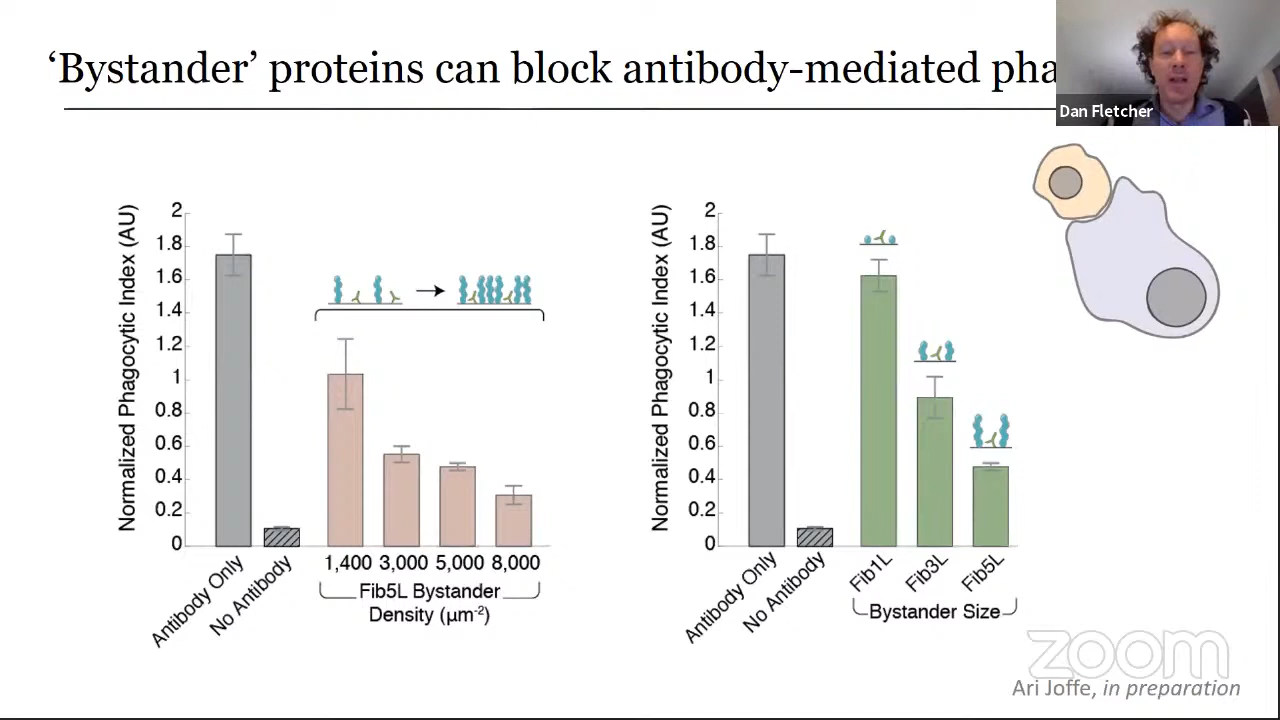 ‘Bystander’ proteins can block antibody-mediated pha
Dan Fletcher
Normalized Phagocytic Index (AU)
2
1.8
1.6
1.4
1.2
1
0.8
0.6
0.4
0.2
0
Antibody Only
No Antibody
1,400 3,000 5,000 8,000
Fib5L Bystander
Density (µm⁻²)
Normalized Phagocytic Index (AU)
2
1.8
1.6
1.4
1.2
1
0.8
0.6
0.4
0.2
0
Antibody Only
No Antibody
Fib1L
Fib3L
Fib5L
Bystander Size
zoom
Ari Joffe, in preparation